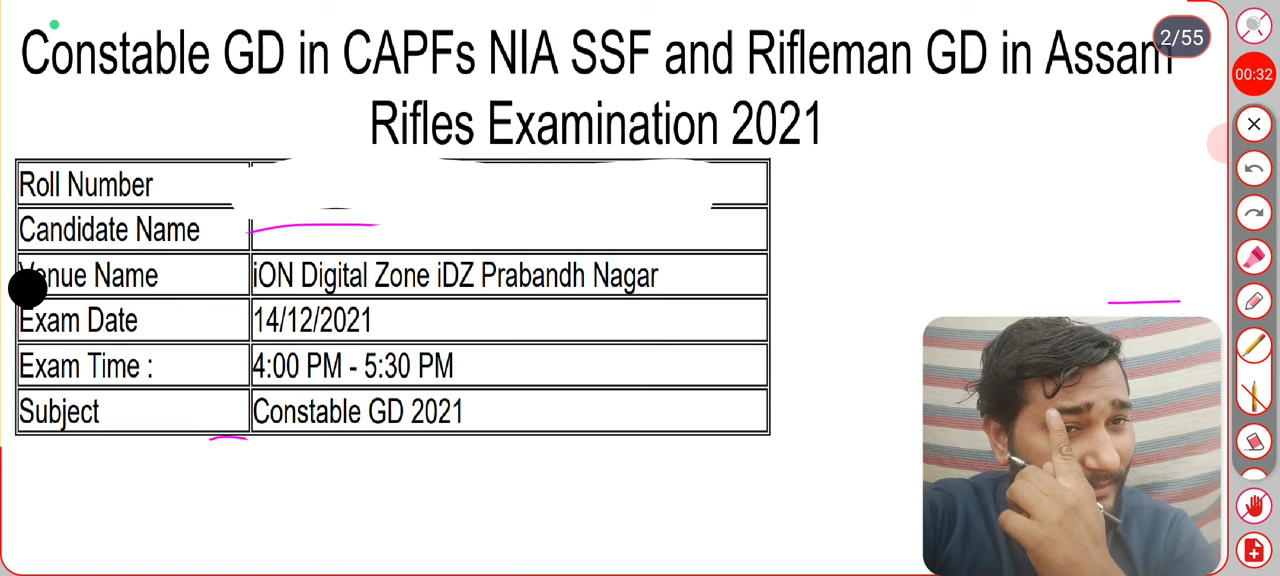 Constable GD in CAPFs NIA SSF and Rifleman GD in Assam
Rifles Examination 2021
2/55
00:32
Roll Number
Candidate Name
Venue Name iON Digital Zone iDZ Prabandh Nagar
Exam Date 14/12/2021
Exam Time : 4:00 PM - 5:30 PM
Subject Constable GD 2021